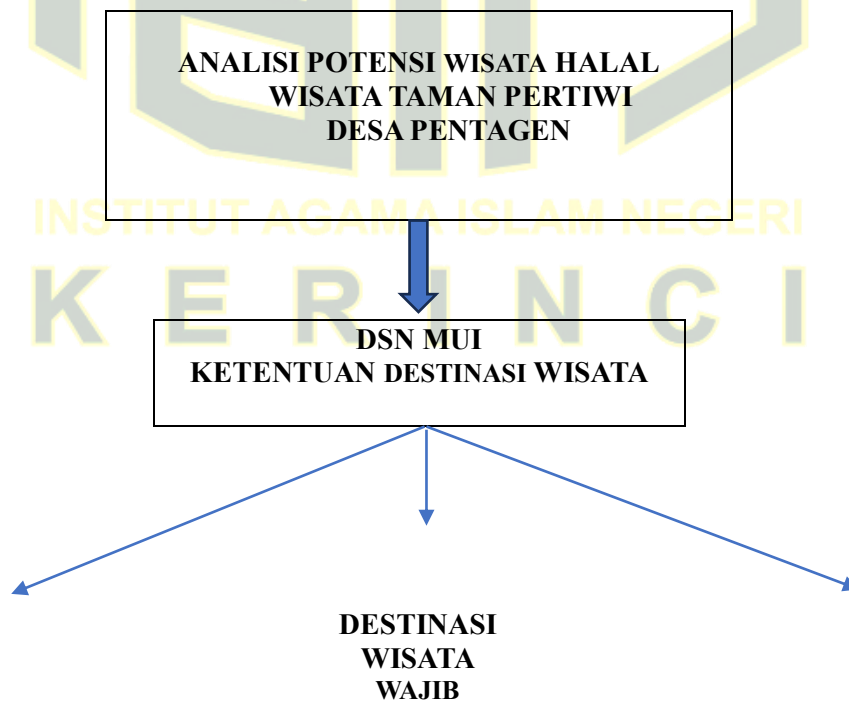 ANALISI POTENSI WISATA HALAL
WISATA TAMAN PERTIWI
DESA PENTAGEN
INSTITUT AGAMA ISLAM NEGERI
KERINCI
DSN MUI
KETENTUAN DESTINASI WISATA
DESTINASI
WISATA
WAJIB